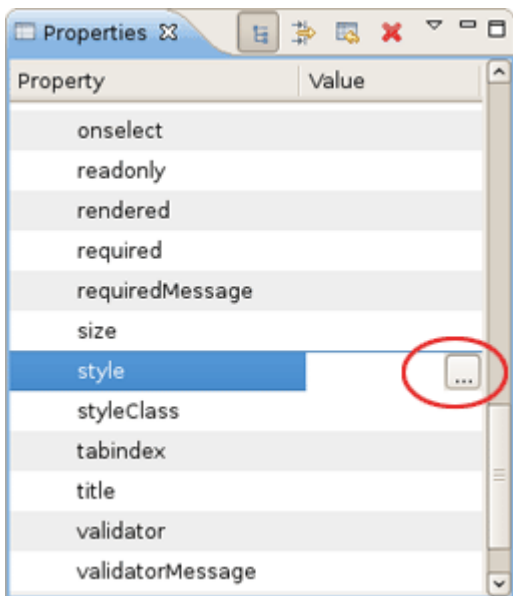 Properties
Property Value
onselect
readonly
rendered
required
requiredMessage
size
style ...
styleClass
tabindex
title
validator
validatorMessage